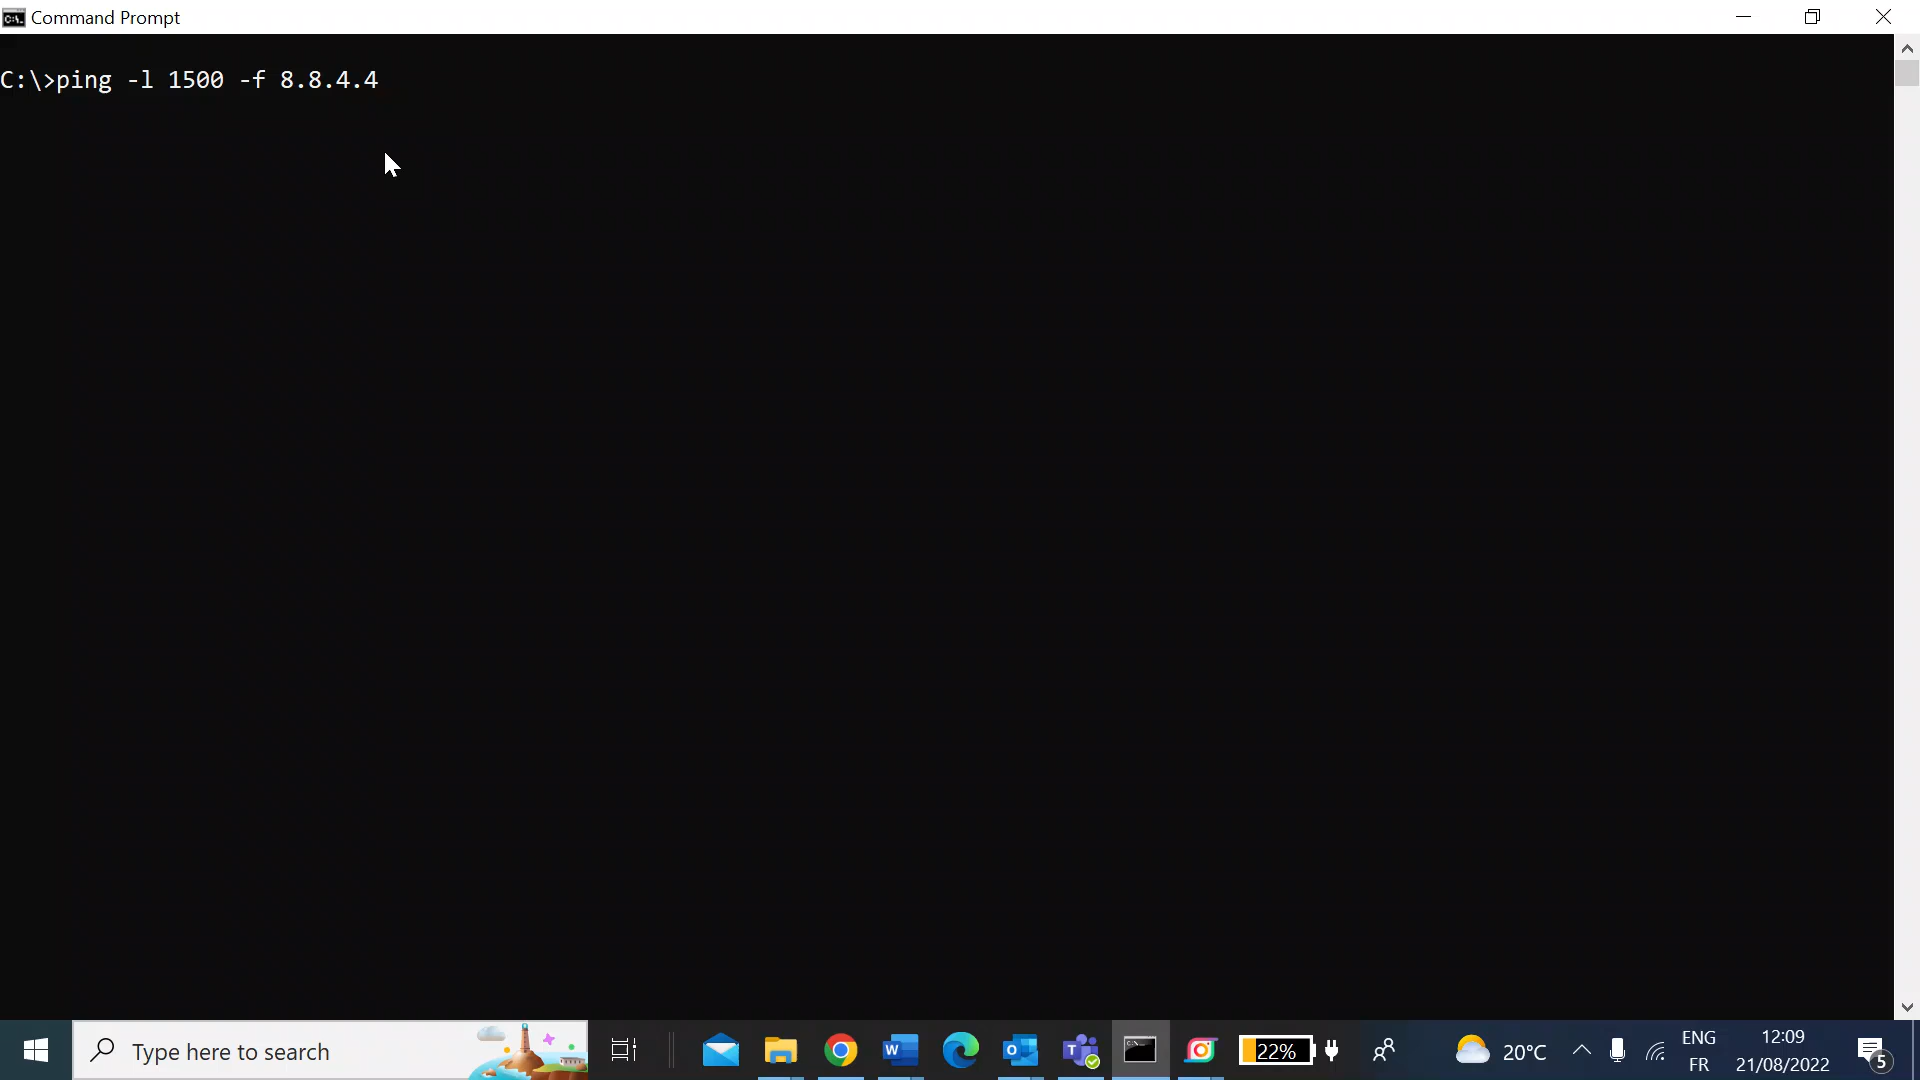 Command Prompt
C:\>ping -l 1500 -f 8.8.4.4
Type here to search
22%
20°C
ENG
FR
12:09
21/08/2022
5